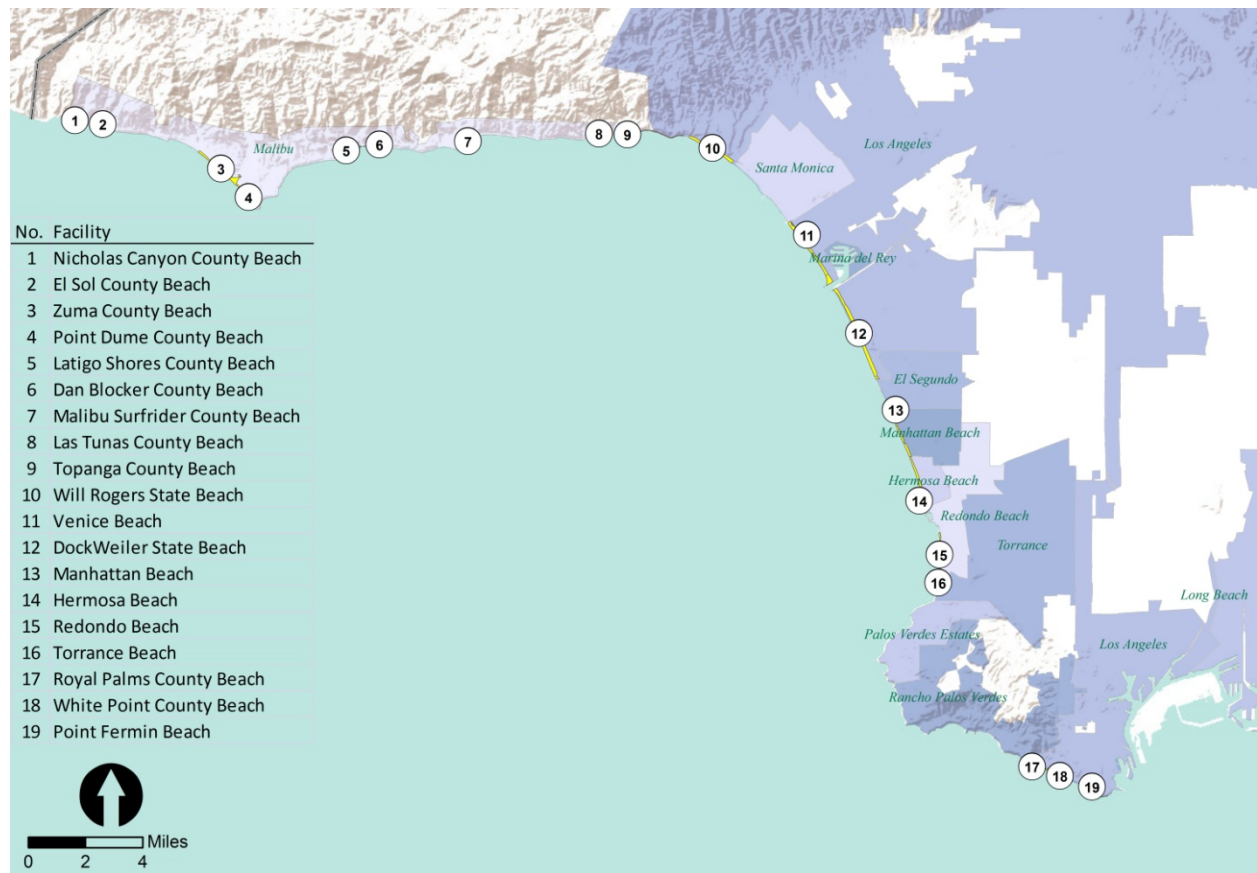 1
2
3
4
5
6
7
8
9
10
11
12
13
14
15
16
17
18
19
Malibu
Santa Monica
Los Angeles
Marina del Rey
El Segundo
Manhattan Beach
Hermosa Beach
Redondo Beach
Torrance
Long Beach
Palos Verdes Estates
Los Angeles
Rancho Palos Verdes
No. Facility
1 Nicholas Canyon County Beach
2 El Sol County Beach
3 Zuma County Beach
4 Point Dume County Beach
5 Latigo Shores County Beach
6 Dan Blocker County Beach
7 Malibu Surfrider County Beach
8 Las Tunas County Beach
9 Topanga County Beach
10 Will Rogers State Beach
11 Venice Beach
12 DockWeiler State Beach
13 Manhattan Beach
14 Hermosa Beach
15 Redondo Beach
16 Torrance Beach
17 Royal Palms County Beach
18 White Point County Beach
19 Point Fermin Beach
Miles
0 2 4